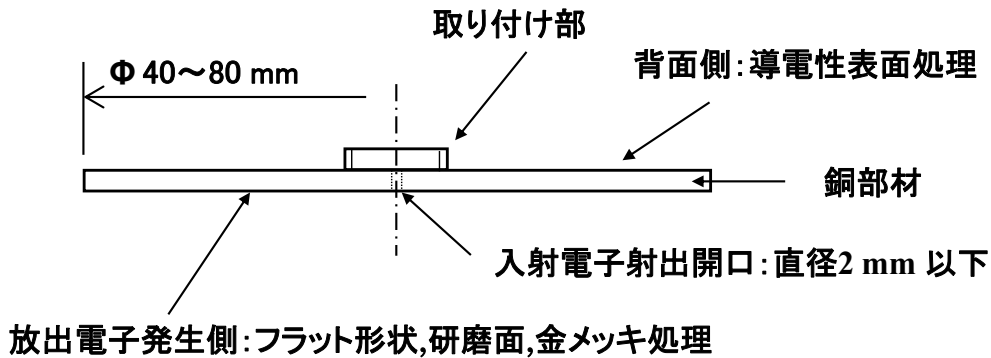 取り付け部
Φ 40～80 mm
背面側：導電性表面処理
銅部材
入射電子射出開口：直径2 mm 以下
放出電子発生側：フラット形状,研磨面,金メッキ処理